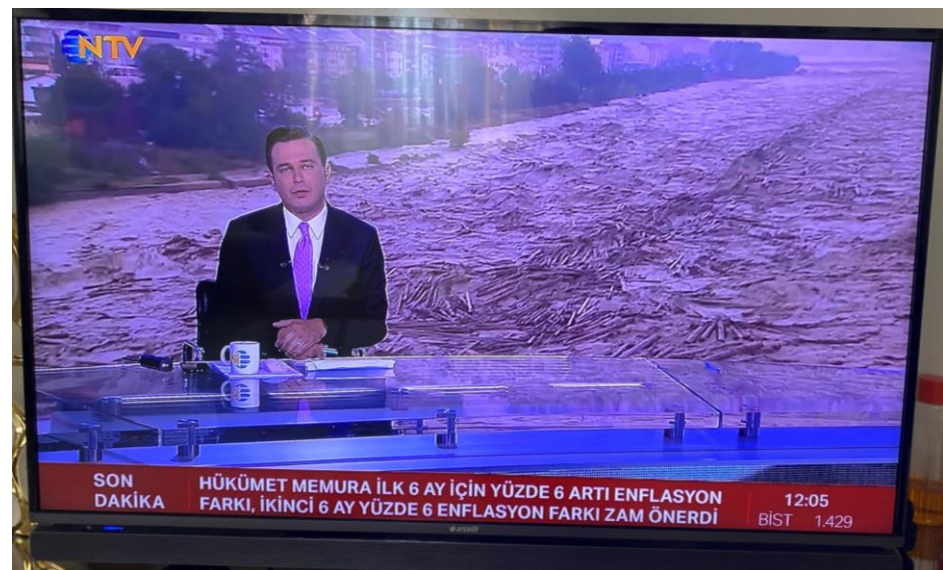 NTV
SON
DAKİKA
HÜKÜMET MEMURA İLK 6 AY İÇİN YÜZDE 6 ARTI ENFLASYON
FARKI, İKİNCİ 6 AY YÜZDE 6 ENFLASYON FARKI ZAM ÖNERDİ
12:05
BİST 1.429
arçelik